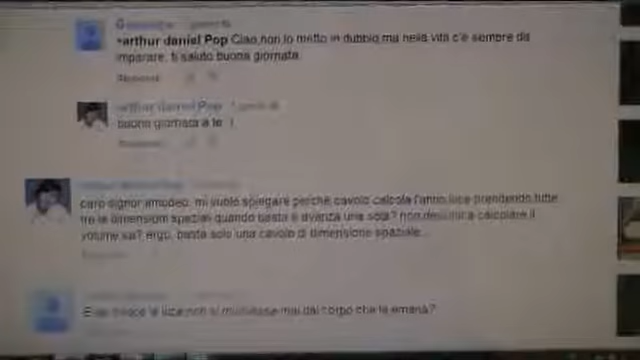 +arthur daniel Pop Ciao,non lo metto in dubbio,ma nella vita c'è sempre da
imparare, ti saluto buona giornata.
arthur daniel Pop
buona giornata a te :)
caro signor amodeo, mi vuole spiegare perchè cavolo calcola l'anno luce prendendo tutte
tre le dimensioni spaziali quando basta e avanza una sola? non deve mica calcolare il
volume sa? ergo, basta solo una cavolo di dimensione spaziale...
E se invece la luce non si muovesse mai dal corpo che la emana?